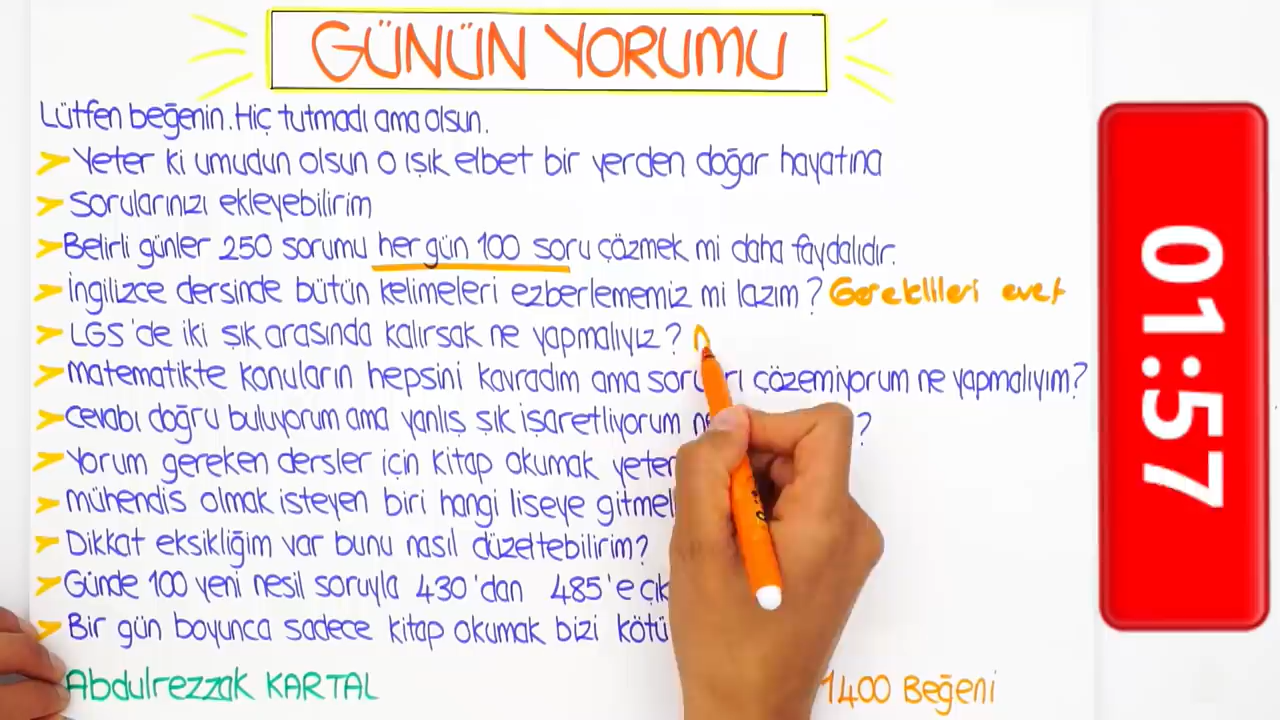 GÜNÜN YORUMU
Lütfen beğenin. Hiç tutmadı ama olsun.
➤ Yeter ki umudun olsun o ışık elbet bir yerden doğar hayatına
➤ Sorularınızı ekleyebilirim
➤ Belirli günler 250 sorumu her gün 100 soru çözmek mi daha faydalıdır.
➤ İngilizce dersinde bütün kelimeleri ezberlememiz mi lazım? Gereklileri evet
➤ LGS'de iki şık arasında kalırsak ne yapmalıyız?
➤ matematikte konuların hepsini kavradım ama çözemiyorum ne yapmalıyım?
➤ cevabı doğru buluyorum ama yanlış şık işaretliyorum ?
➤ Yorum gereken dersler için kitap okumak
➤ mühendis olmak isteyen biri hangi liseye
➤ Dikkat eksikliğim var bunu nasıl düzeltebilirim?
➤ Günde 100 yeni nesil soruyla 430'dan 485'e
➤ Bir gün boyunca sadece kitap okumak bizi kötü
Abdulrezzak KARTAL
1400 Beğeni
01:57